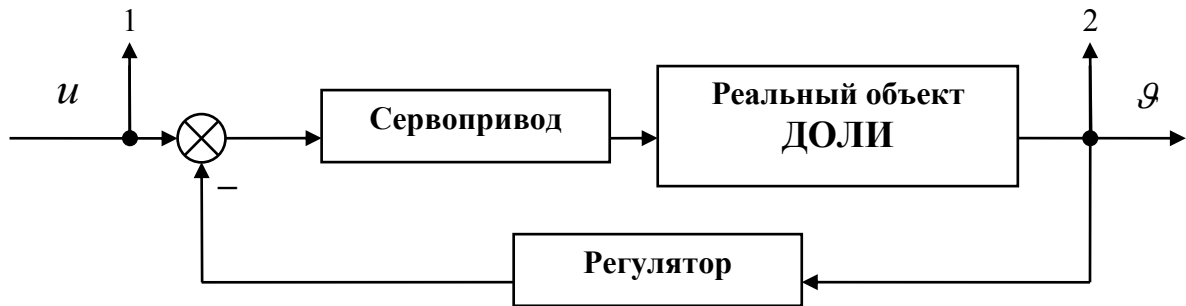 1
2
u
Сервопривод
Реальный объект
ДОЛИ
ϑ
−
Регулятор